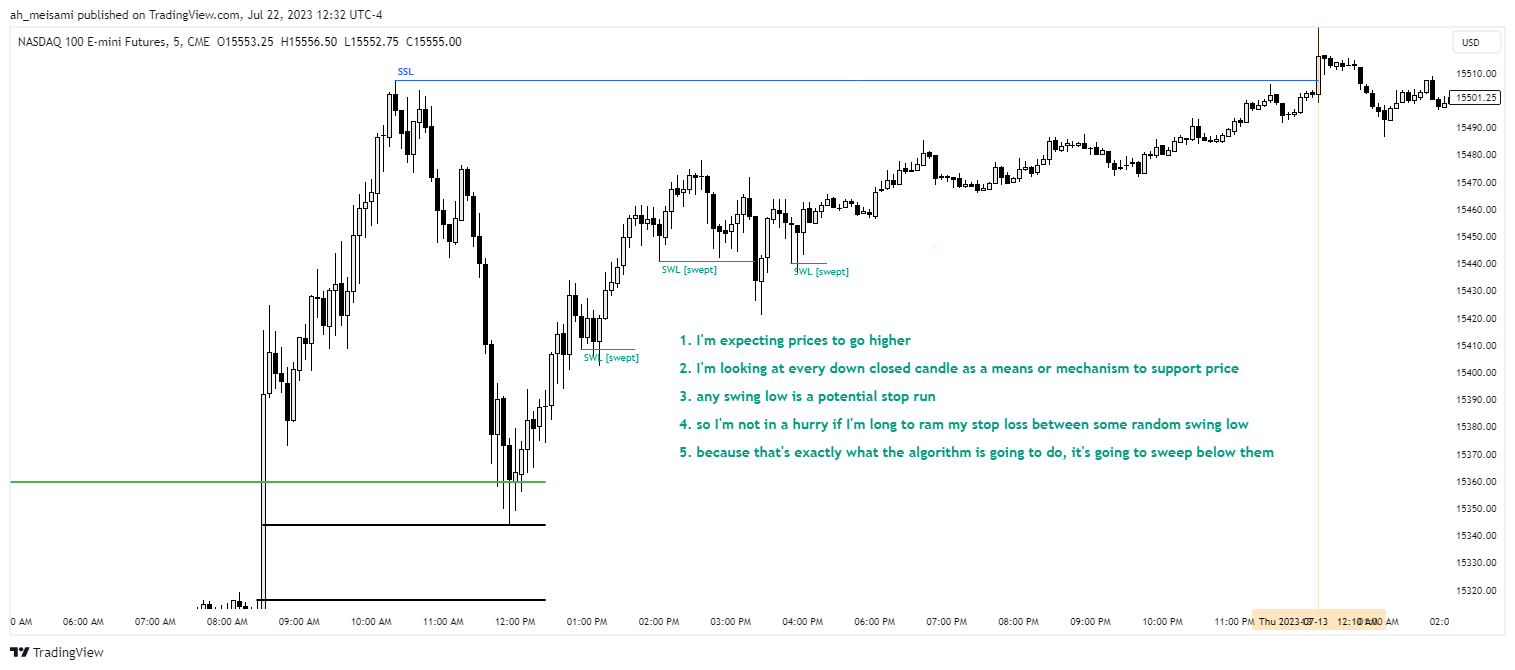 ah_meisami published on TradingView.com, Jul 22, 2023 12:32 UTC-4
NASDAQ 100 E-mini Futures, 5, CME O15553.25 H15556.50 L15552.75 C15555.00
USD
SSL
15510.00
15501.25
15490.00
15480.00
15470.00
15460.00
15450.00
15440.00
15430.00
15420.00
15410.00
15400.00
15390.00
15380.00
15370.00
15360.00
15350.00
15340.00
15330.00
15320.00
SWL [swept]
SWL [swept]
SWL [swept]
1. I'm expecting prices to go higher
2. I'm looking at every down closed candle as a means or mechanism to support price
3. any swing low is a potential stop run
4. so I'm not in a hurry if I'm long to ram my stop loss between some random swing low
5. because that's exactly what the algorithm is going to do, it's going to sweep below them
0 AM 06:00 AM 07:00 AM 08:00 AM 09:00 AM 10:00 AM 11:00 AM 12:00 PM 01:00 PM 02:00 PM 03:00 PM 04:00 PM 06:00 PM 07:00 PM 08:00 PM 09:00 PM 10:00 PM 11:00 PM Thu 2023-07-13 12:10 AM 02:0
TradingView